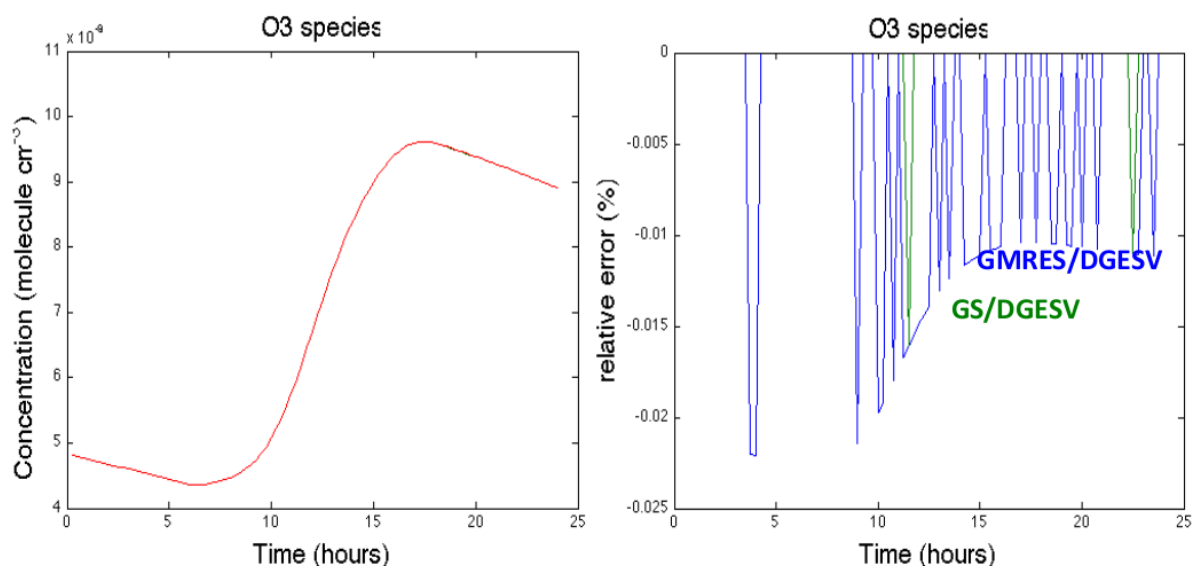 O3 species
11 x 10⁻⁹
10
9
8
7
6
5
4
0 5 10 15 20 25
Time (hours)
Concentration (molecule cm⁻³)
O3 species
0
-0.005
-0.01
-0.015
-0.02
-0.025
0 5 10 15 20 25
Time (hours)
relative error (%)
GMRES/DGESV
GS/DGESV